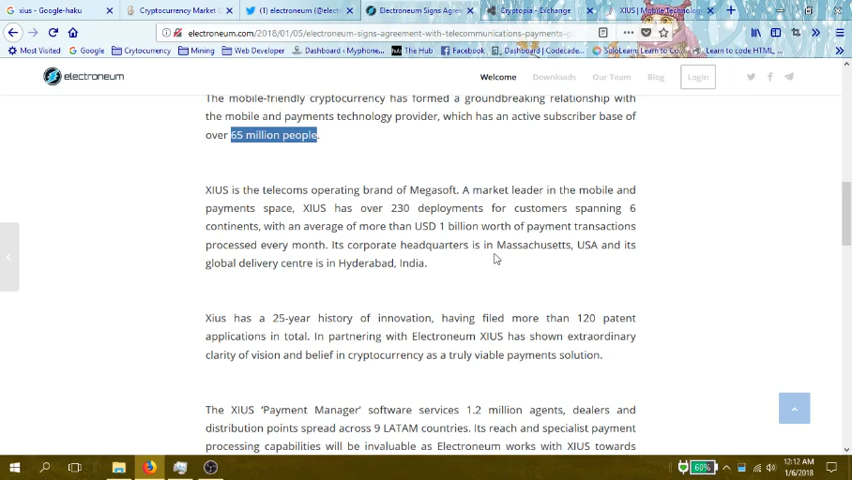 xius - Google-haku
Cryptocurrency Market C
electroneum (@elect
Electroneum Signs Agre
Cryptopia - Exchange
XIUS | Mobile Technolog
electroneum.com/2018/01/05/electroneum-signs-agreement-with-telecommunications-payments-g
Most Visited
Google
Crytocurrency
Mining
Web Developer
Dashboard ‹ Myphone...
The Hub
Facebook
Dashboard | Codecade...
SoloLearn: Learn to co...
Learn to code HTML, ...
electroneum
Welcome
Downloads
Our Team
Blog
Login
The mobile-friendly cryptocurrency has formed a groundbreaking relationship with
the mobile and payments technology provider, which has an active subscriber base of
over 65 million people.
XIUS is the telecoms operating brand of Megasoft. A market leader in the mobile and
payments space, XIUS has over 230 deployments for customers spanning 6
continents, with an average of more than USD 1 billion worth of payment transactions
processed every month. Its corporate headquarters is in Massachusetts, USA and its
global delivery centre is in Hyderabad, India.
Xius has a 25-year history of innovation, having filed more than 120 patent
applications in total. In partnering with Electroneum XIUS has shown extraordinary
clarity of vision and belief in cryptocurrency as a truly viable payments solution.
The XIUS ‘Payment Manager’ software services 1.2 million agents, dealers and
distribution points spread across 9 LATAM countries. Its reach and specialist payment
processing capabilities will be invaluable as Electroneum works with XIUS towards
60%
12:12 AM
1/6/2018